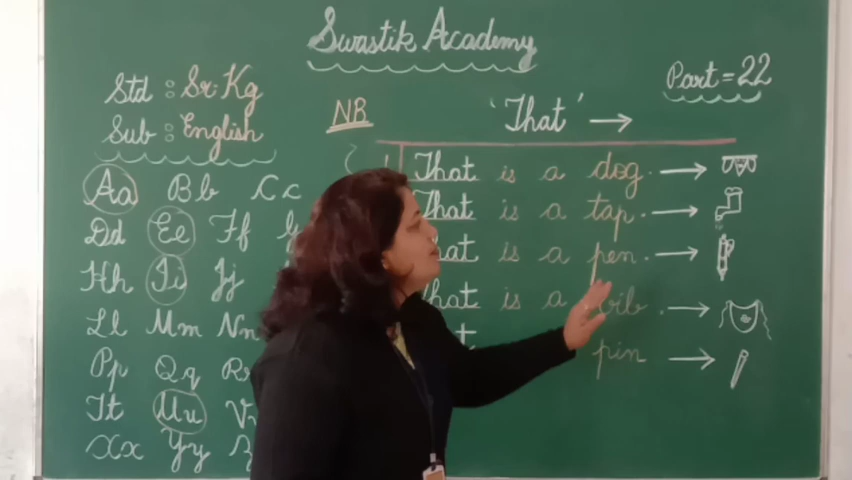 Swastik Academy
Part = 22
Std : Sr. Kg
Sub : English
NB
'That' →
That is a dog. →
That is a tap. →
is a pen. →
That is a bib. →
pin →
Aa Bb Cc
Dd Ee Ff
Hh Ii Jj
Ll Mm Nn
Pp Qq Rr
Tt Uu
Xx Yy